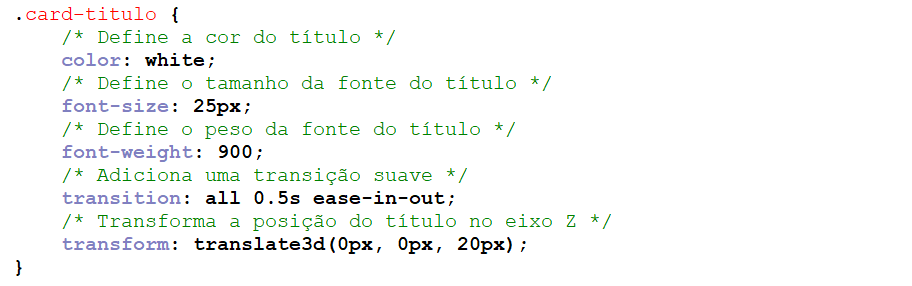 .card-titulo {
    /* Define a cor do título */
    color: white;
    /* Define o tamanho da fonte do título */
    font-size: 25px;
    /* Define o peso da fonte do título */
    font-weight: 900;
    /* Adiciona uma transição suave */
    transition: all 0.5s ease-in-out;
    /* Transforma a posição do título no eixo Z */
    transform: translate3d(0px, 0px, 20px);
}